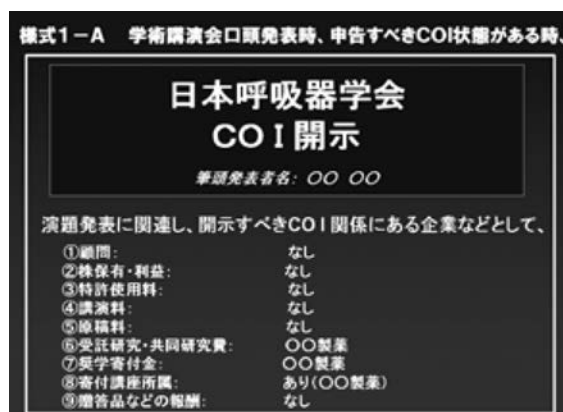 様式1－A　学術講演会口頭発表時、申告すべきCOI状態がある時、
日本呼吸器学会
COI開示
筆頭発表者名: ○○ ○○
演題発表に関連し、開示すべきCOI関係にある企業などとして、
①顧問: なし
②株保有・利益: なし
③特許使用料: なし
④講演料: なし
⑤原稿料: なし
⑥受託研究・共同研究費: ○○製薬
⑦奨学寄付金: ○○製薬
⑧寄付講座所属: あり(○○製薬)
⑨贈答品などの報酬: なし